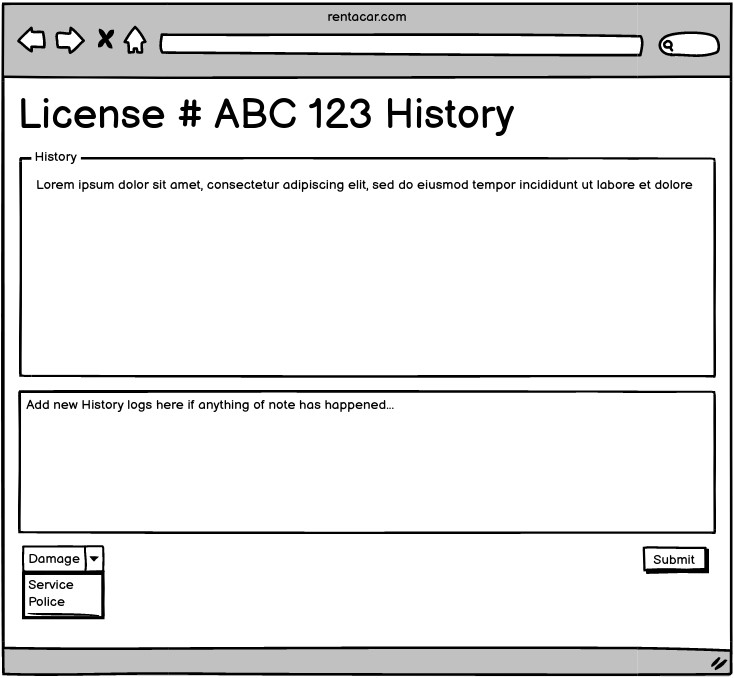 rentacar.com
License # ABC 123 History
History
Lorem ipsum dolor sit amet, consectetur adipiscing elit, sed do eiusmod tempor incididunt ut labore et dolore
Add new History logs here if anything of note has happened...
Damage
Submit
Service
Police